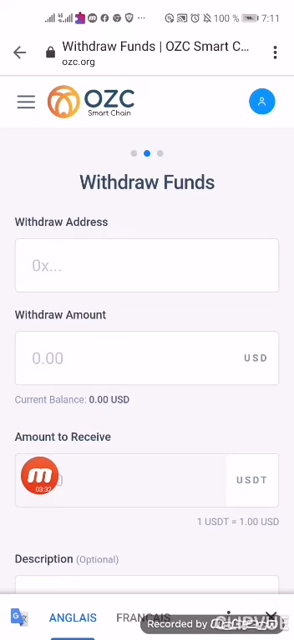 100 % 7:11
Withdraw Funds | OZC Smart C...
ozc.org
OZC
Smart Chain
Withdraw Funds
Withdraw Address
0x...
Withdraw Amount
0.00 USD
Current Balance: 0.00 USD
Amount to Receive
03:37 USDT
1 USDT = 1.00 USD
Description (Optional)
ANGLAIS FRANÇAIS
Recorded by